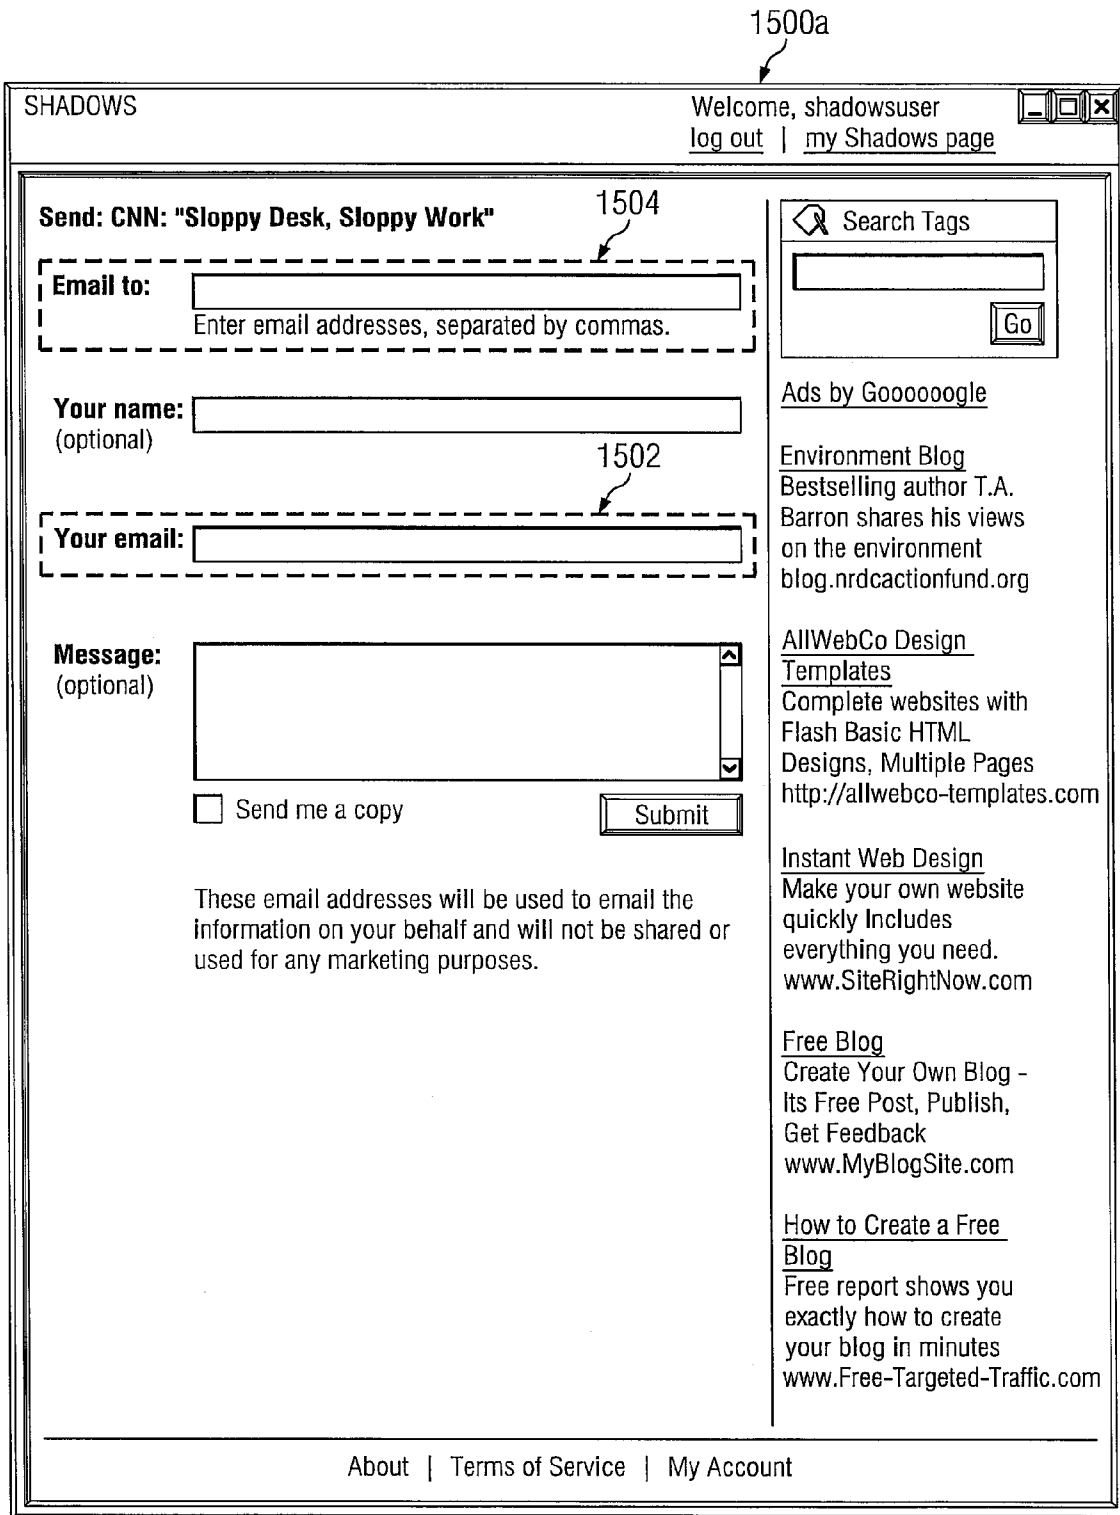 1500a
SHADOWS
Welcome, shadowsuser
log out | my Shadows page
Send: CNN: "Sloppy Desk, Sloppy Work"
1504
Email to:
Enter email addresses, separated by commas.
Your name:
(optional)
1502
Your email:
Message:
(optional)
Send me a copy
Submit
These email addresses will be used to email the
information on your behalf and will not be shared or
used for any marketing purposes.
Search Tags
Go
Ads by Goooooogle
Environment Blog
Bestselling author T.A.
Barron shares his views
on the environment
blog.nrdcactionfund.org
AllWebCo Design
Templates
Complete websites with
Flash Basic HTML
Designs, Multiple Pages
http://allwebco-templates.com
Instant Web Design
Make your own website
quickly Includes
everything you need.
www.SiteRightNow.com
Free Blog
Create Your Own Blog -
Its Free Post, Publish,
Get Feedback
www.MyBlogSite.com
How to Create a Free
Blog
Free report shows you
exactly how to create
your blog in minutes
www.Free-Targeted-Traffic.com
About | Terms of Service | My Account